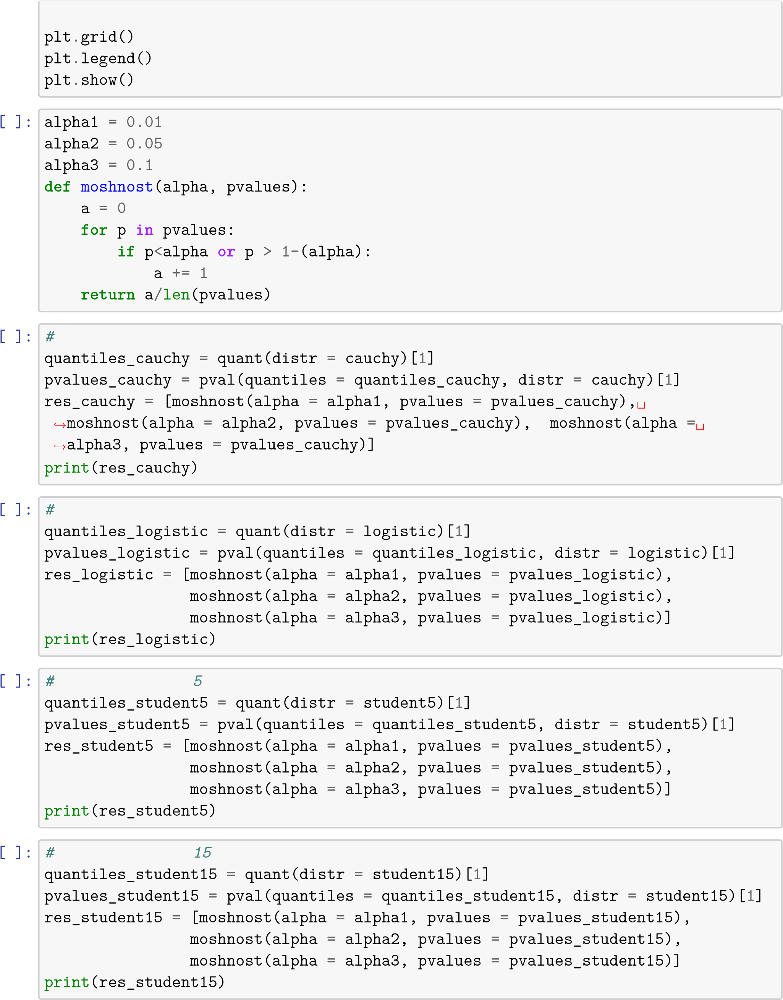 plt.grid()
plt.legend()
plt.show()
[ ]: alpha1 = 0.01
alpha2 = 0.05
alpha3 = 0.1
def moshnost(alpha, pvalues):
    a = 0
    for p in pvalues:
        if p<alpha or p > 1-(alpha):
            a += 1
    return a/len(pvalues)
[ ]: #
quantiles_cauchy = quant(distr = cauchy)[1]
pvalues_cauchy = pval(quantiles = quantiles_cauchy, distr = cauchy)[1]
res_cauchy = [moshnost(alpha = alpha1, pvalues = pvalues_cauchy),␣
↪moshnost(alpha = alpha2, pvalues = pvalues_cauchy),  moshnost(alpha =␣
↪alpha3, pvalues = pvalues_cauchy)]
print(res_cauchy)
[ ]: #
quantiles_logistic = quant(distr = logistic)[1]
pvalues_logistic = pval(quantiles = quantiles_logistic, distr = logistic)[1]
res_logistic = [moshnost(alpha = alpha1, pvalues = pvalues_logistic),
                moshnost(alpha = alpha2, pvalues = pvalues_logistic),
                moshnost(alpha = alpha3, pvalues = pvalues_logistic)]
print(res_logistic)
[ ]: #               5
quantiles_student5 = quant(distr = student5)[1]
pvalues_student5 = pval(quantiles = quantiles_student5, distr = student5)[1]
res_student5 = [moshnost(alpha = alpha1, pvalues = pvalues_student5),
                moshnost(alpha = alpha2, pvalues = pvalues_student5),
                moshnost(alpha = alpha3, pvalues = pvalues_student5)]
print(res_student5)
[ ]: #               15
quantiles_student15 = quant(distr = student15)[1]
pvalues_student15 = pval(quantiles = quantiles_student15, distr = student15)[1]
res_student15 = [moshnost(alpha = alpha1, pvalues = pvalues_student15),
                moshnost(alpha = alpha2, pvalues = pvalues_student15),
                moshnost(alpha = alpha3, pvalues = pvalues_student15)]
print(res_student15)